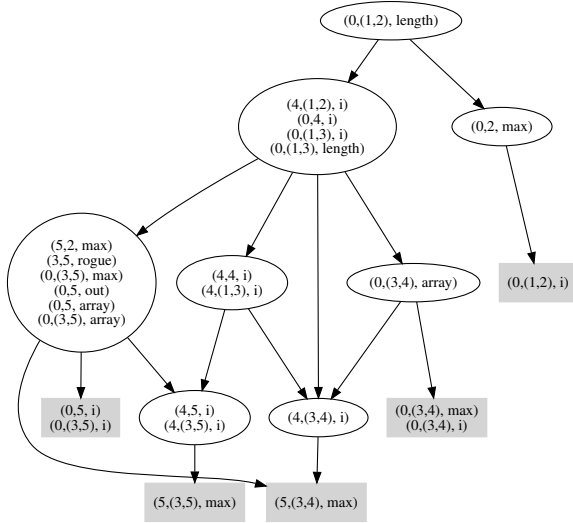 (0,(1,2), length)
(4,(1,2), i)
(0,4, i)
(0,(1,3), i)
(0,(1,3), length)
(0,2, max)
(5,2, max)
(3,5, rogue)
(0,(3,5), max)
(0,5, out)
(0,5, array)
(0,(3,5), array)
(4,4, i)
(4,(1,3), i)
(0,(3,4), array)
(0,(1,2), i)
(0,5, i)
(0,(3,5), i)
(4,5, i)
(4,(3,5), i)
(4,(3,4), i)
(0,(3,4), max)
(0,(3,4), i)
(5,(3,5), max)
(5,(3,4), max)